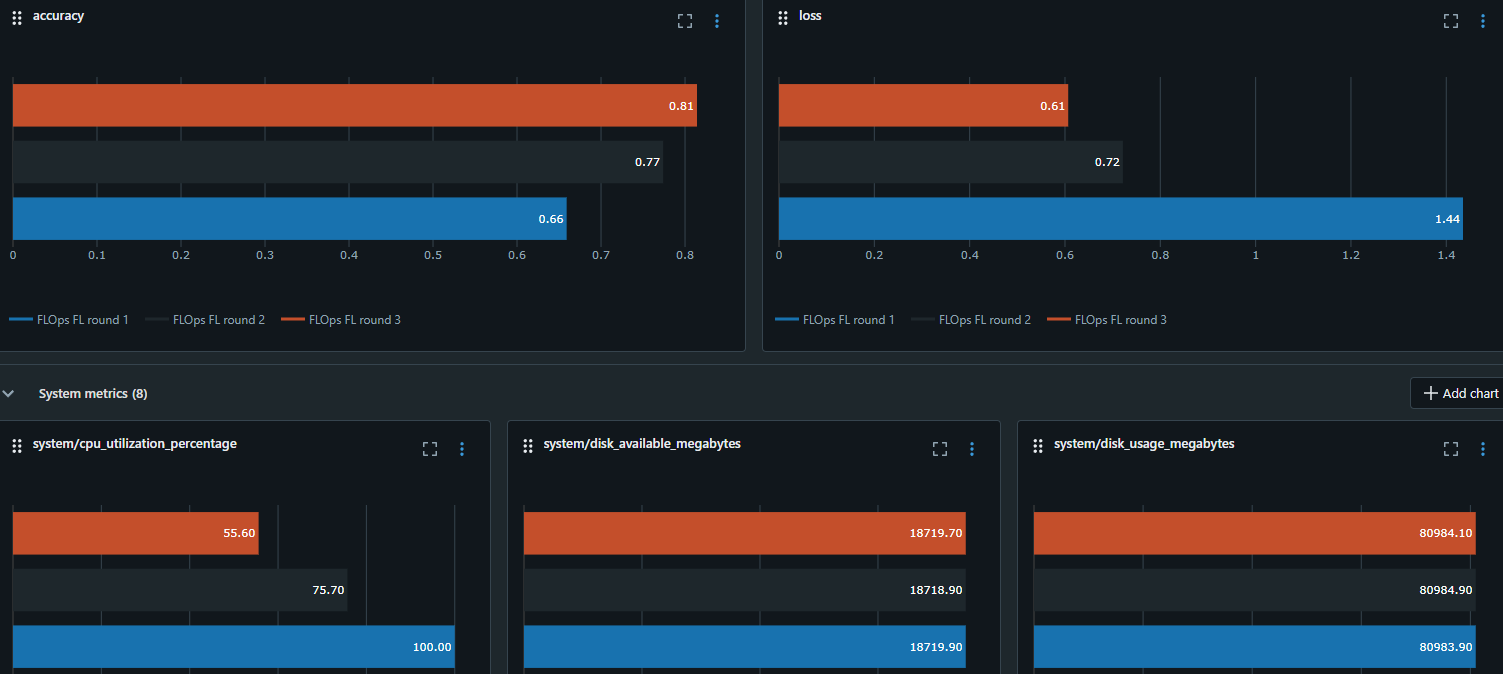 accuracy
0.81
0.77
0.66
0 0.1 0.2 0.3 0.4 0.5 0.6 0.7 0.8
FLOps FL round 1 FLOps FL round 2 FLOps FL round 3
loss
0.61
0.72
1.44
0 0.2 0.4 0.6 0.8 1 1.2 1.4
FLOps FL round 1 FLOps FL round 2 FLOps FL round 3
System metrics (8)
Add chart
system/cpu_utilization_percentage
55.60
75.70
100.00
system/disk_available_megabytes
18719.70
18718.90
18719.90
system/disk_usage_megabytes
80984.10
80984.90
80983.90